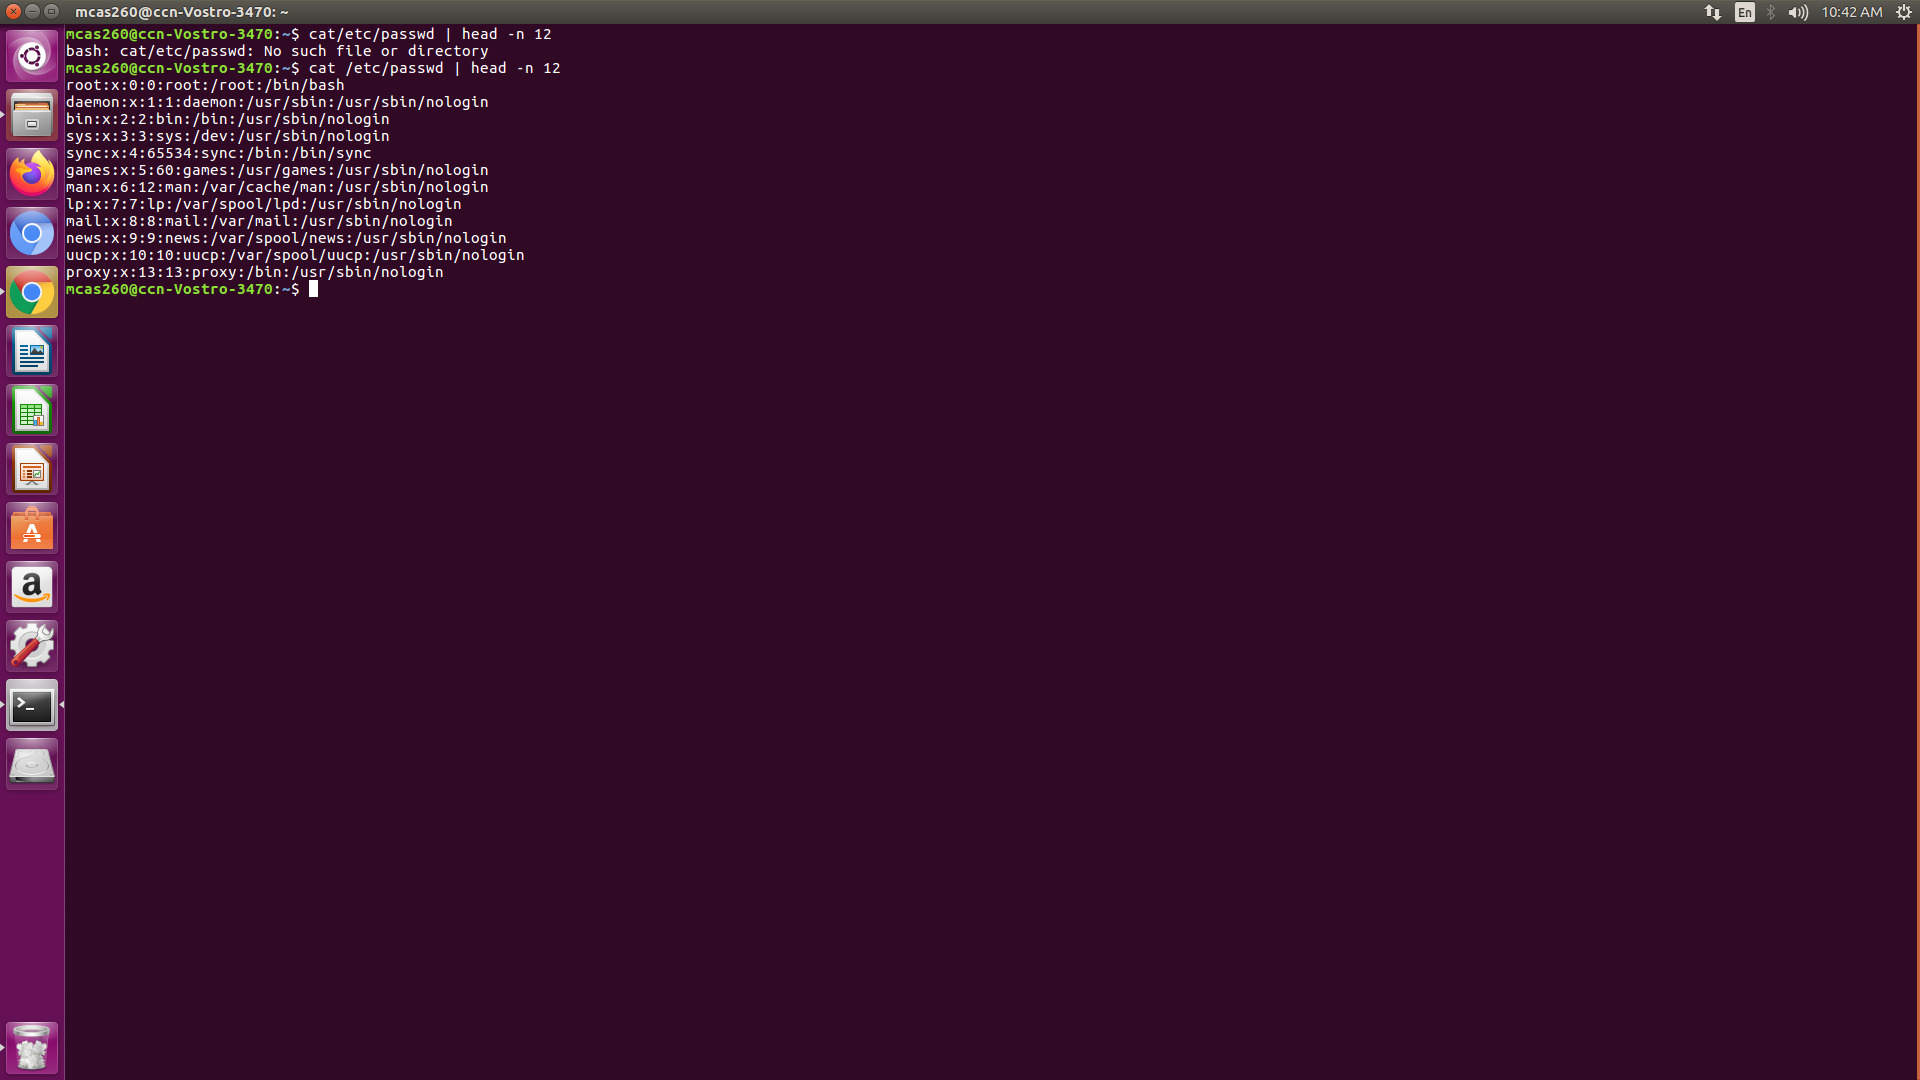 mcas260@ccn-Vostro-3470: ~
En
10:42 AM
mcas260@ccn-Vostro-3470:~$ cat/etc/passwd | head -n 12
bash: cat/etc/passwd: No such file or directory
mcas260@ccn-Vostro-3470:~$ cat /etc/passwd | head -n 12
root:x:0:0:root:/root:/bin/bash
daemon:x:1:1:daemon:/usr/sbin:/usr/sbin/nologin
bin:x:2:2:bin:/bin:/usr/sbin/nologin
sys:x:3:3:sys:/dev:/usr/sbin/nologin
sync:x:4:65534:sync:/bin:/bin/sync
games:x:5:60:games:/usr/games:/usr/sbin/nologin
man:x:6:12:man:/var/cache/man:/usr/sbin/nologin
lp:x:7:7:lp:/var/spool/lpd:/usr/sbin/nologin
mail:x:8:8:mail:/var/mail:/usr/sbin/nologin
news:x:9:9:news:/var/spool/news:/usr/sbin/nologin
uucp:x:10:10:uucp:/var/spool/uucp:/usr/sbin/nologin
proxy:x:13:13:proxy:/bin:/usr/sbin/nologin
mcas260@ccn-Vostro-3470:~$